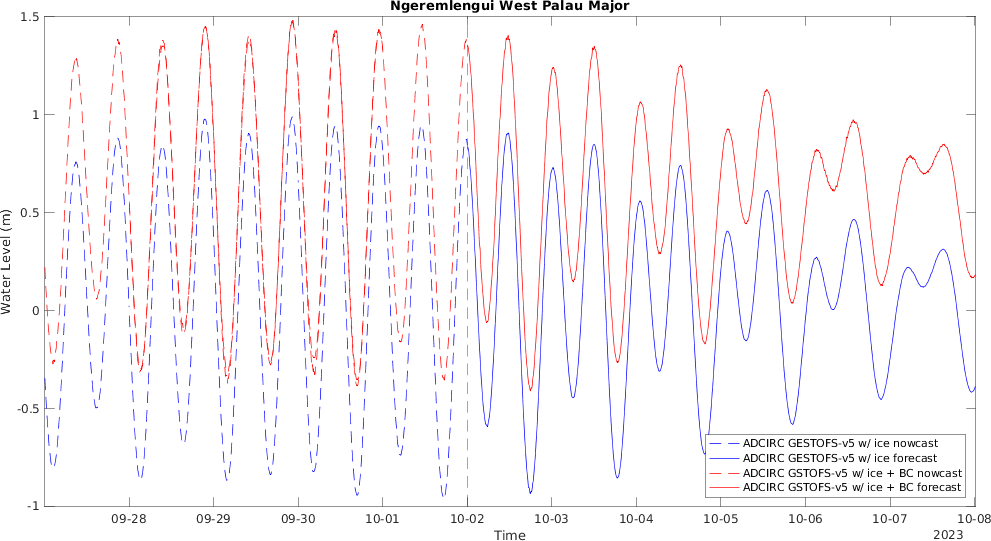 Ngeremlengui West Palau Major
1.5
1
0.5
0
-0.5
-1
Water Level (m)
ADCIRC GESTOFS-v5 w/ ice nowcast
ADCIRC GESTOFS-v5 w/ ice forecast
ADCIRC GSTOFS-v5 w/ ice + BC nowcast
ADCIRC GSTOFS-v5 w/ ice + BC forecast
09-28 09-29 09-30 10-01 10-02 10-03 10-04 10-05 10-06 10-07 10-08
Time
2023